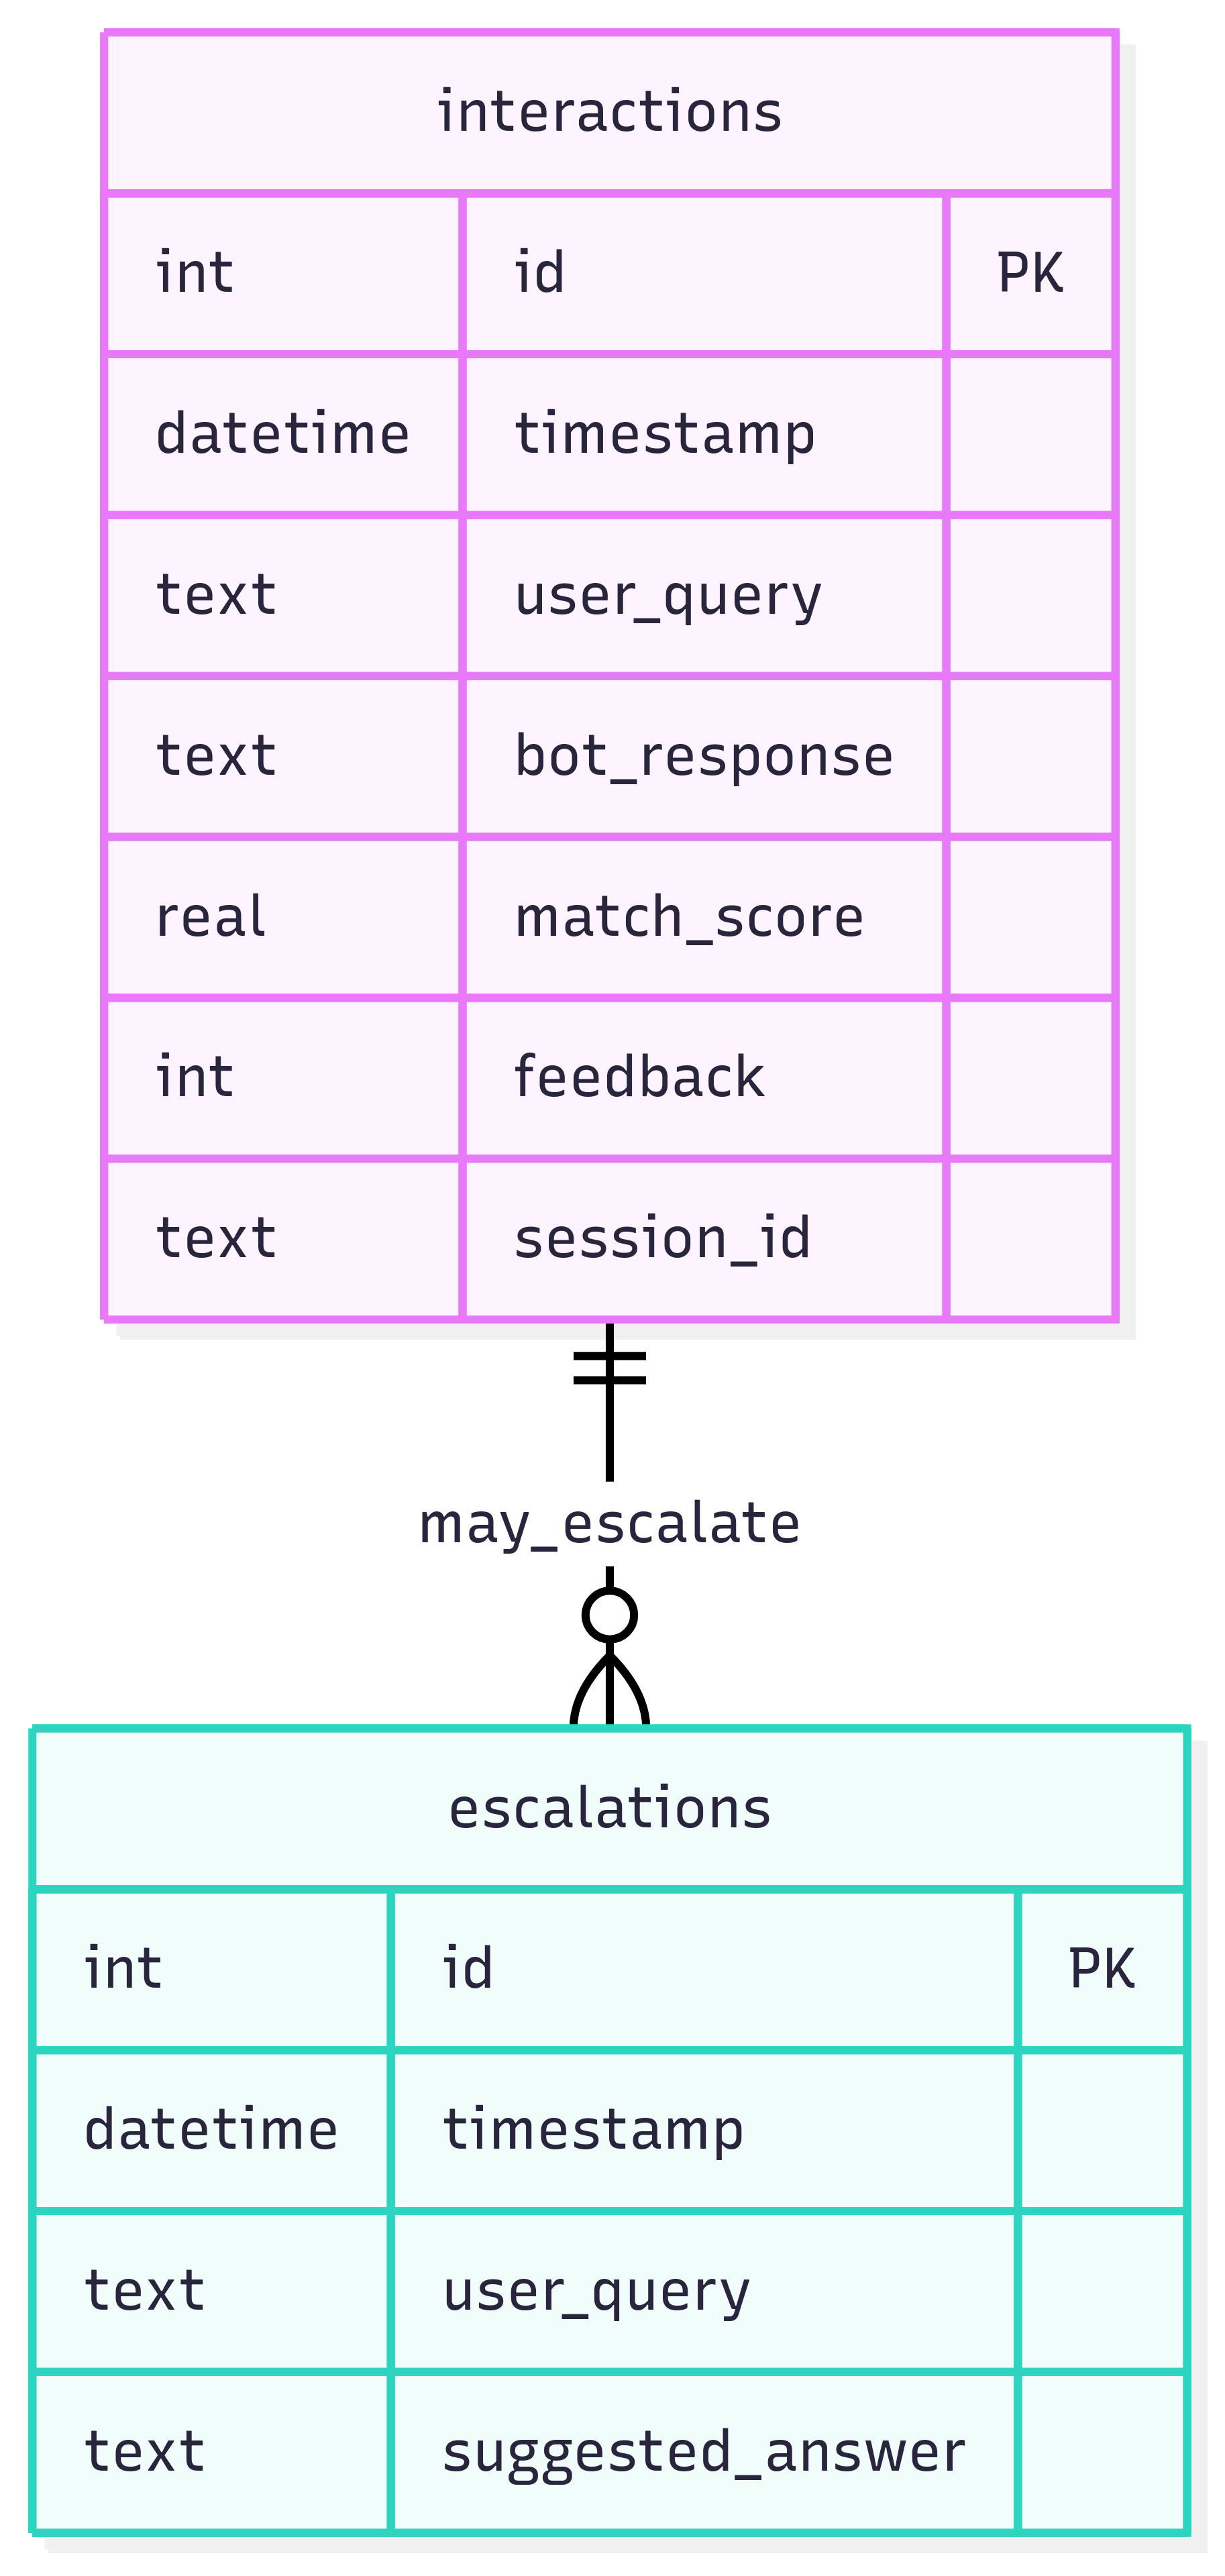 interactions
int id PK
datetime timestamp
text user_query
text bot_response
real match_score
int feedback
text session_id
may_escalate
escalations
int id PK
datetime timestamp
text user_query
text suggested_answer